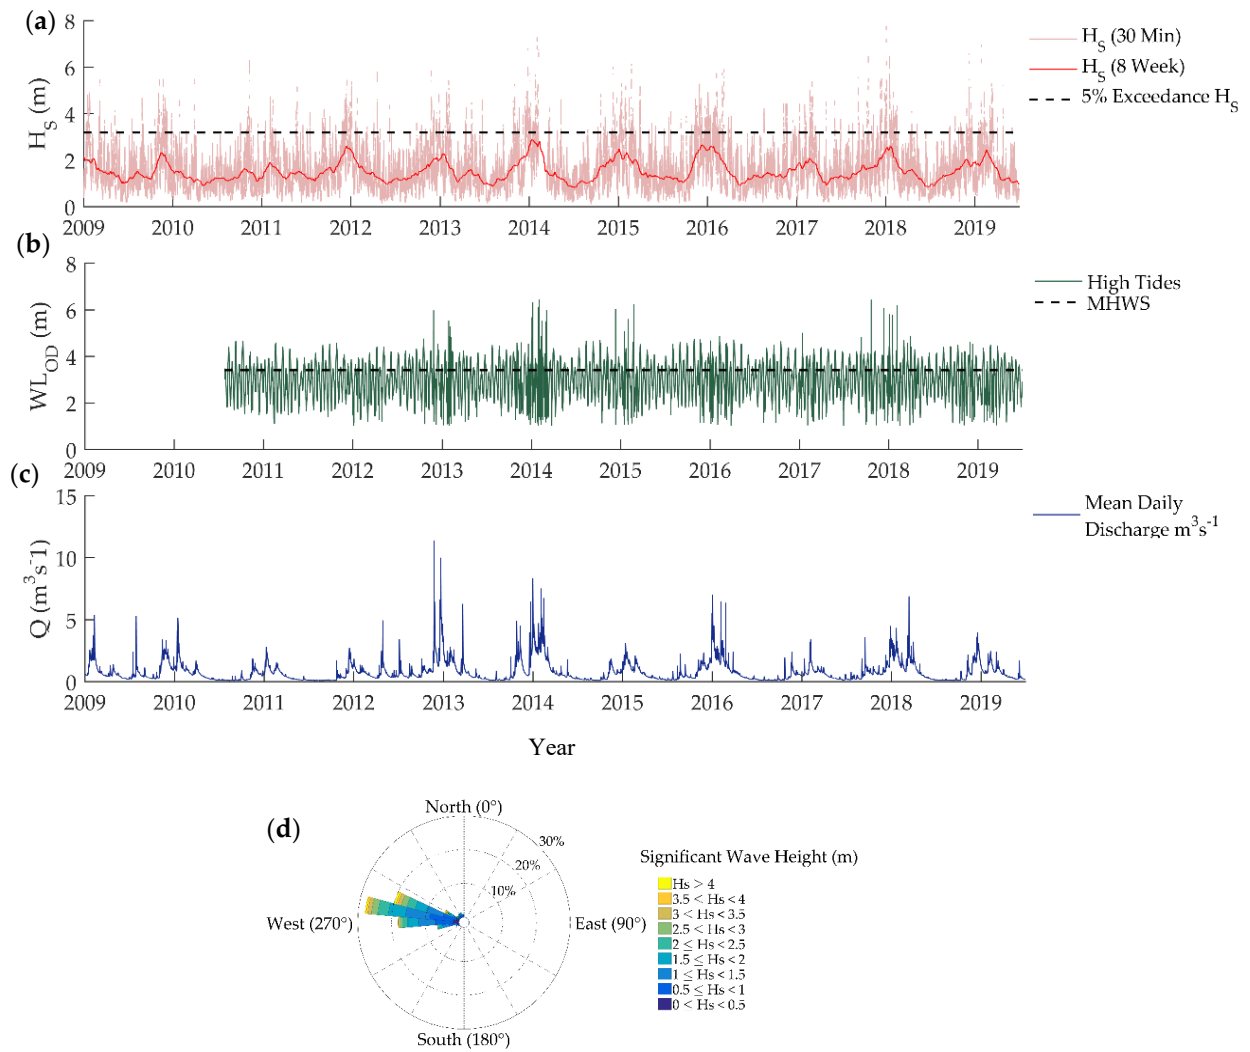 (a)
8
6
4
2
0
H_S (m)
2009 2010 2011 2012 2013 2014 2015 2016 2017 2018 2019
H_S (30 Min)
H_S (8 Week)
5% Exceedance H_S
(b)
8
6
4
2
0
WL_OD (m)
2009 2010 2011 2012 2013 2014 2015 2016 2017 2018 2019
High Tides
MHWS
(c)
15
10
5
0
Q (m³s⁻1)
2009 2010 2011 2012 2013 2014 2015 2016 2017 2018 2019
Mean Daily
Discharge m³s⁻¹
Year
(d)
North (0°)
30%
20%
10%
West (270°)
East (90°)
South (180°)
Significant Wave Height (m)
Hs > 4
3.5 < Hs < 4
3 < Hs < 3.5
2.5 < Hs < 3
2 ≤ Hs < 2.5
1.5 ≤ Hs < 2
1 ≤ Hs < 1.5
0.5 ≤ Hs < 1
0 < Hs < 0.5